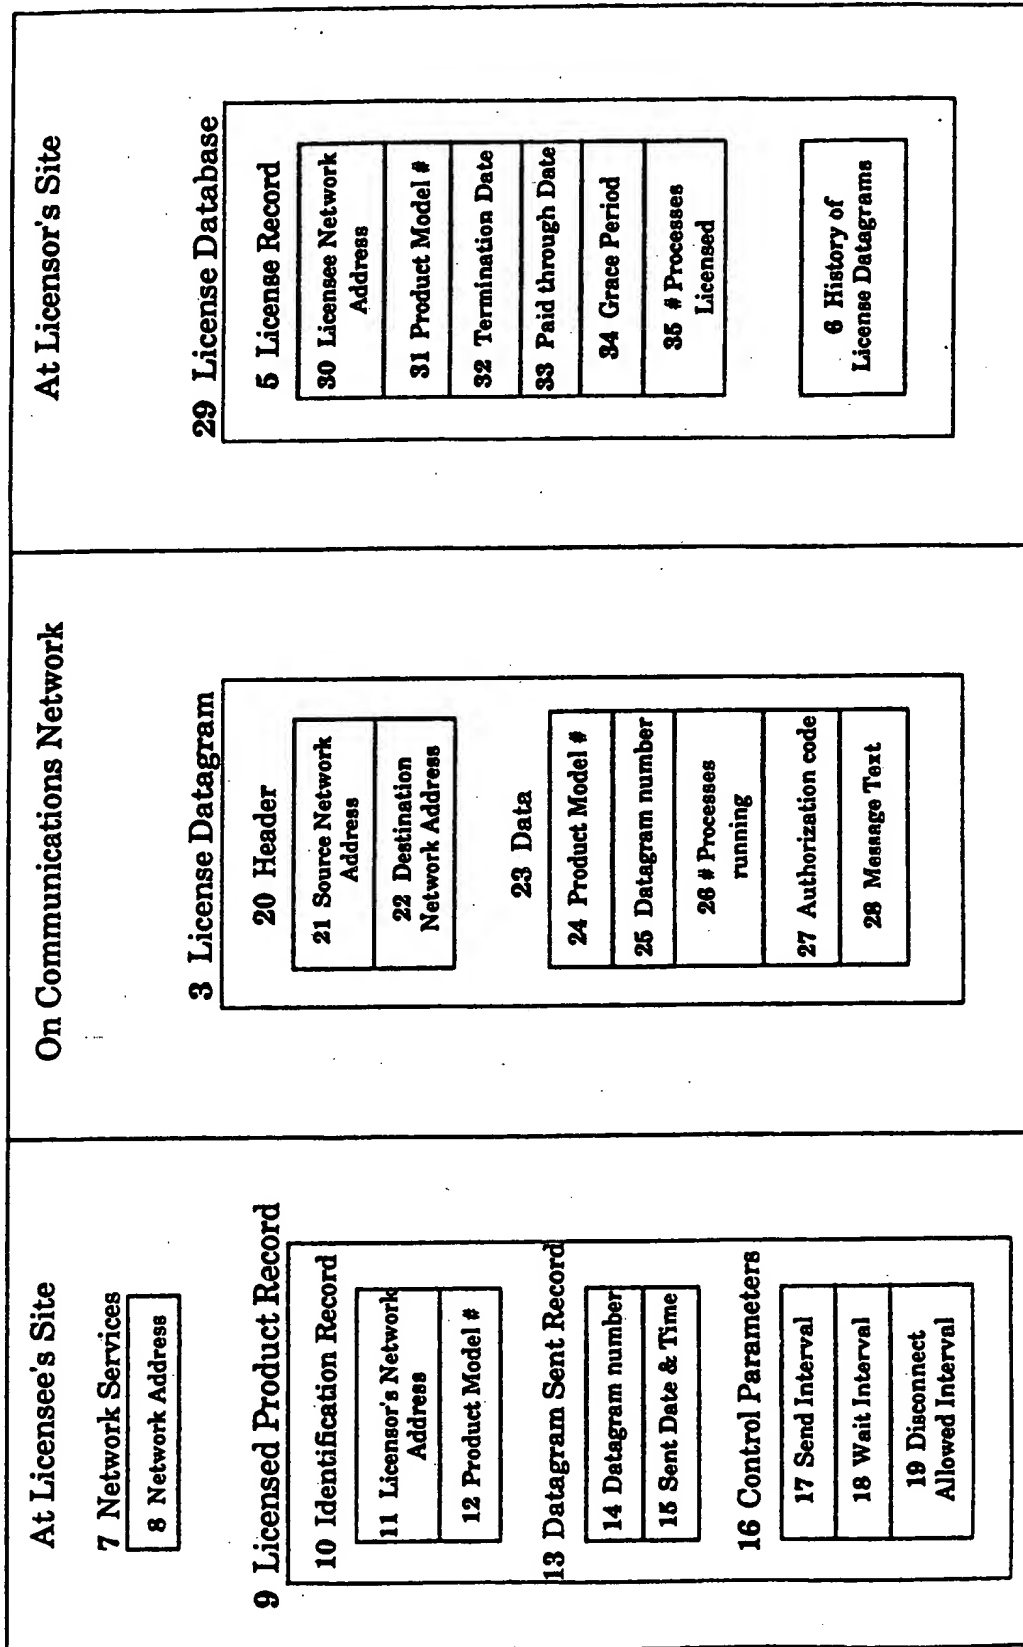 At Licensee's Site
7 Network Services
8 Network Address
9 Licensed Product Record
10 Identification Record
11 Licensor's Network
Address
12 Product Model #
13 Datagram Sent Record
14 Datagram number
15 Sent Date & Time
16 Control Parameters
17 Send Interval
18 Wait Interval
19 Disconnect
Allowed Interval
On Communications Network
3 License Datagram
20 Header
21 Source Network
Address
22 Destination
Network Address
23 Data
24 Product Model #
25 Datagram number
26 # Processes
running
27 Authorization code
28 Message Text
At Licensor's Site
29 License Database
5 License Record
30 Licensee Network
Address
31 Product Model #
32 Termination Date
33 Paid through Date
34 Grace Period
35 # Processes
Licensed
6 History of
License Datagrams